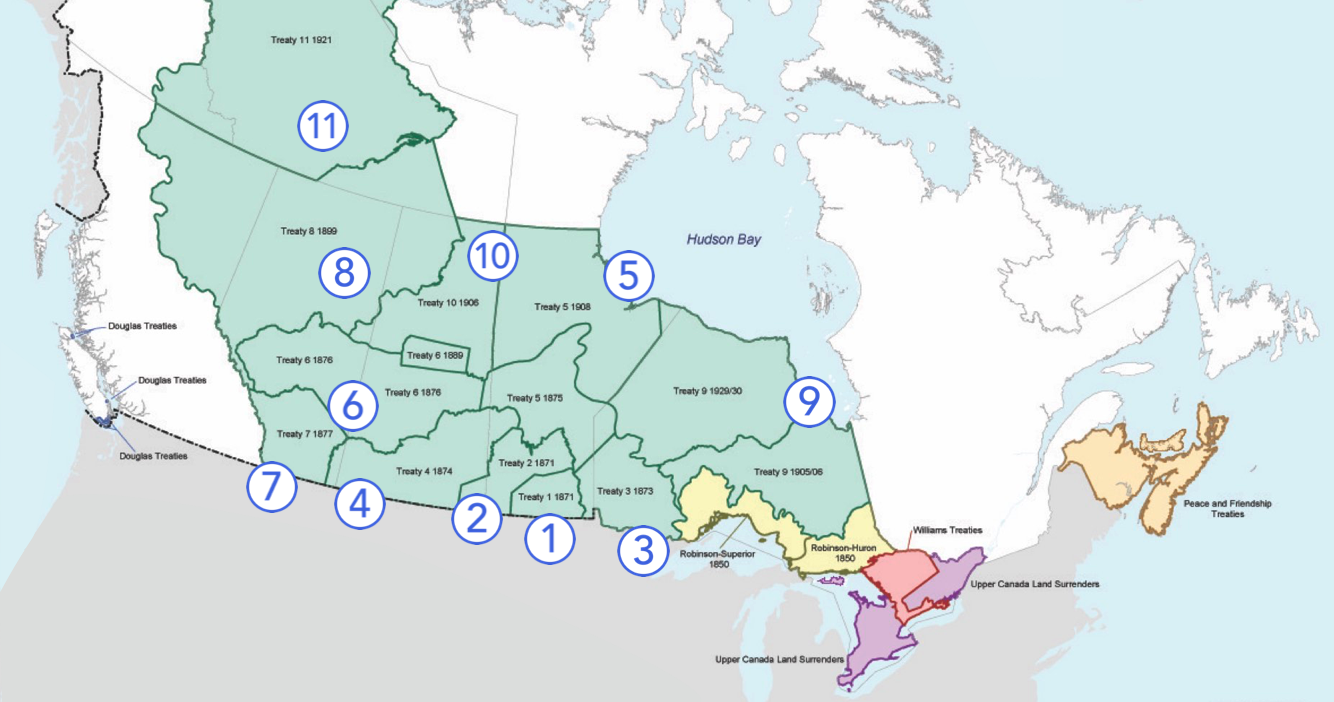 Treaty 11 1921
11
Treaty 8 1899
8
10
5
Hudson Bay
Treaty 10 1906
Treaty 5 1908
Douglas Treaties
Treaty 6 1876
Treaty 6 1889
Douglas Treaties
6
Treaty 6 1876
Treaty 5 1875
Treaty 9 1929/30
9
Treaty 7 1877
Douglas Treaties
Treaty 4 1874
Treaty 2 1871
Treaty 9 1905/06
7
4
2
Treaty 1 1871
Treaty 3 1873
1
3
Peace and Friendship
Treaties
Williams Treaties
Robinson-Superior
1850
Robinson-Huron
1850
Upper Canada Land Surrenders
Upper Canada Land Surrenders